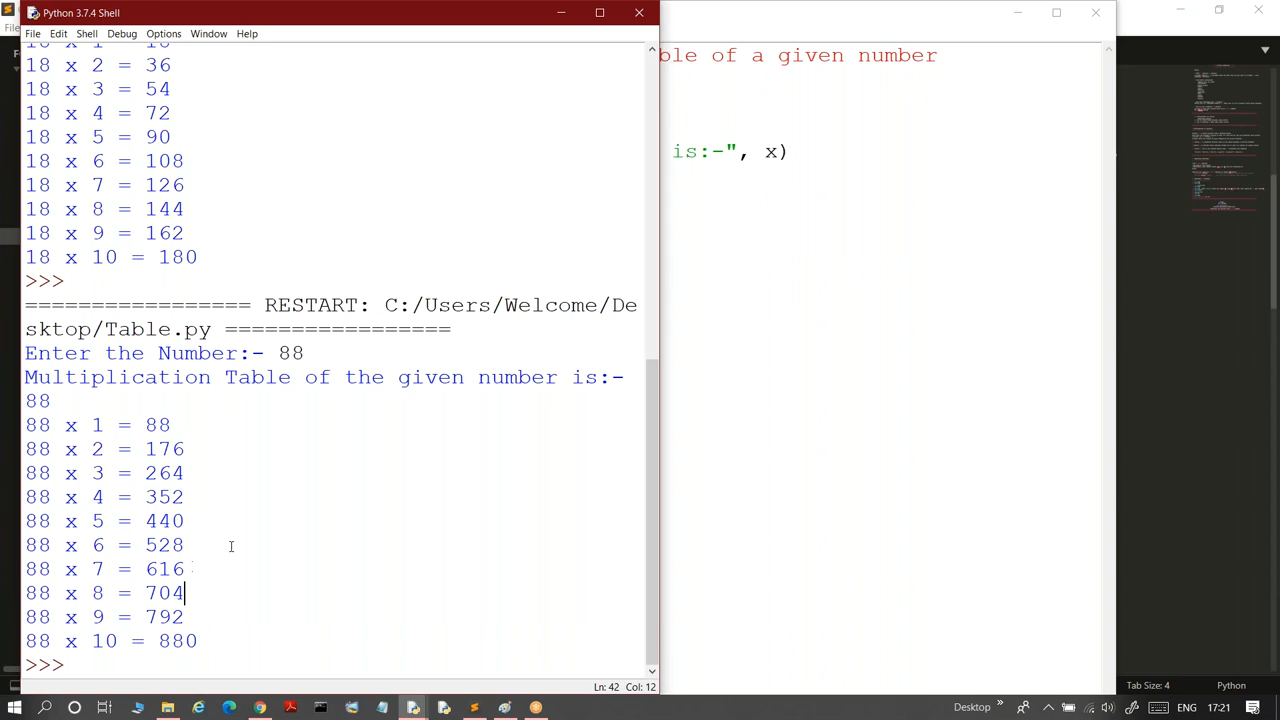 Python 3.7.4 Shell
File Edit Shell Debug Options Window Help
18 x 2 = 36
18 x 3 = 54
18 x 4 = 72
18 x 5 = 90
18 x 6 = 108
18 x 7 = 126
18 x 8 = 144
18 x 9 = 162
18 x 10 = 180
>>>
================= RESTART: C:/Users/Welcome/De
sktop/Table.py =================
Enter the Number:- 88
Multiplication Table of the given number is:-
88
88 x 1 = 88
88 x 2 = 176
88 x 3 = 264
88 x 4 = 352
88 x 5 = 440
88 x 6 = 528
88 x 7 = 616
88 x 8 = 704
88 x 9 = 792
88 x 10 = 880
>>>
Ln: 42 Col: 12
ble of a given number
is:-", x)
Tab Size: 4 Python
Desktop » ENG 17:21